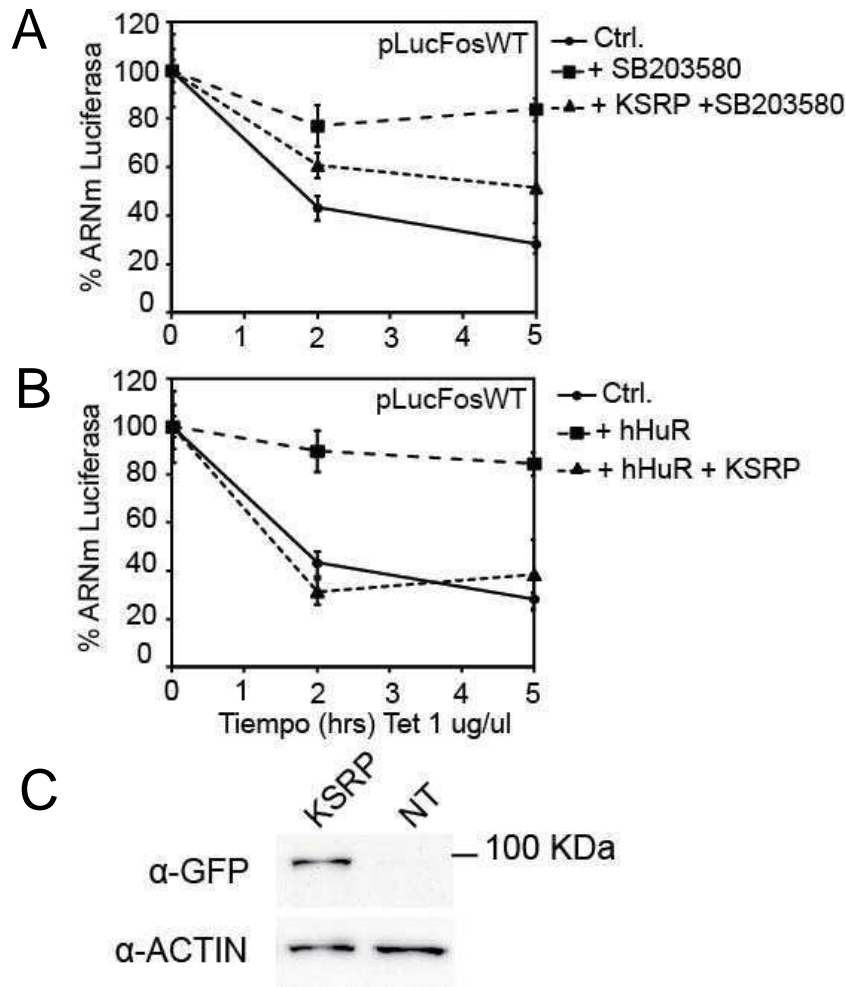 A
pLucFosWT
Ctrl.
+ SB203580
+ KSRP +SB203580
% ARNm Luciferasa
120
100
80
60
40
20
0
0 1 2 3 4 5
B
pLucFosWT
Ctrl.
+ hHuR
+ hHuR + KSRP
% ARNm Luciferasa
120
100
80
60
40
20
0
0 1 2 3 4 5
Tiempo (hrs) Tet 1 ug/ul
C
KSRP NT
α-GFP
100 KDa
α-ACTIN